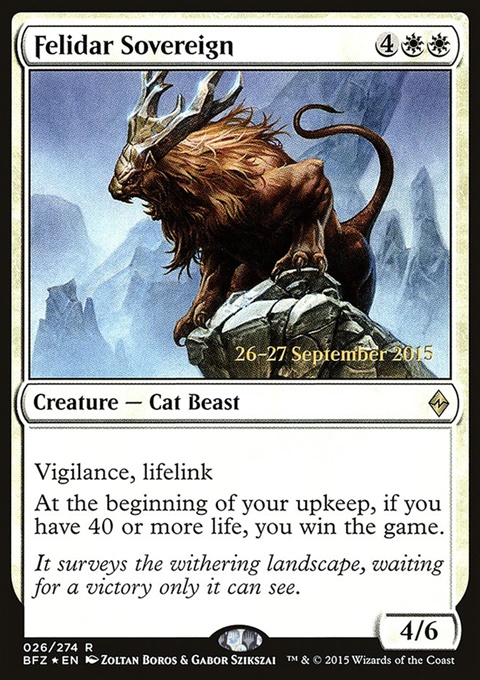 Felidar Sovereign 4
26–27 September 2015
Creature — Cat Beast
Vigilance, lifelink
At the beginning of your upkeep, if you
have 40 or more life, you win the game.
It surveys the withering landscape, waiting
for a victory only it can see.
4/6
026/274 R
BFZ ★ EN ZOLTAN BOROS & GABOR SZIKSZAI ™ & © 2015 Wizards of the Coast